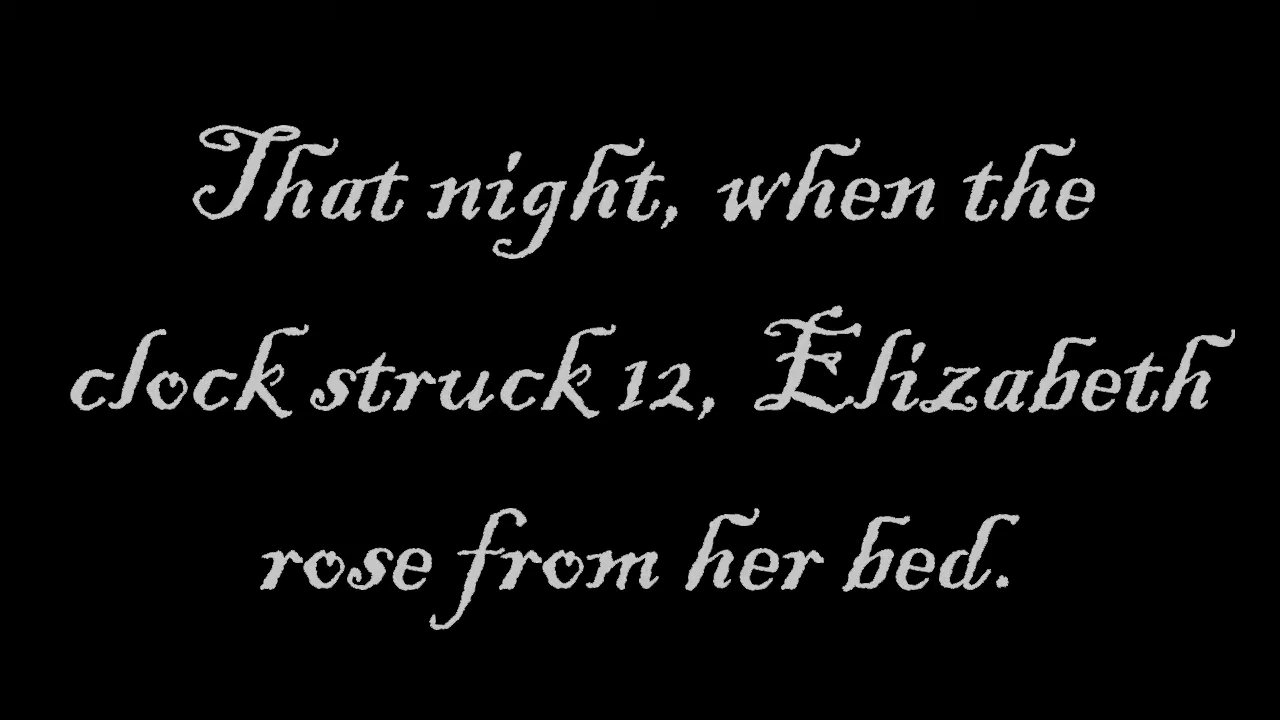 That night, when the
clock struck 12, Elizabeth
rose from her bed.